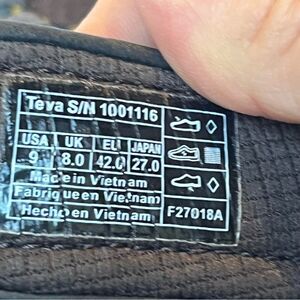 Teva S/N 1001116
USA UK EU JAPAN
9 8.0 42.0 27.0
Made in Vietnam
Fabrique en Vietnam
Hecho en Vietnam F27018A